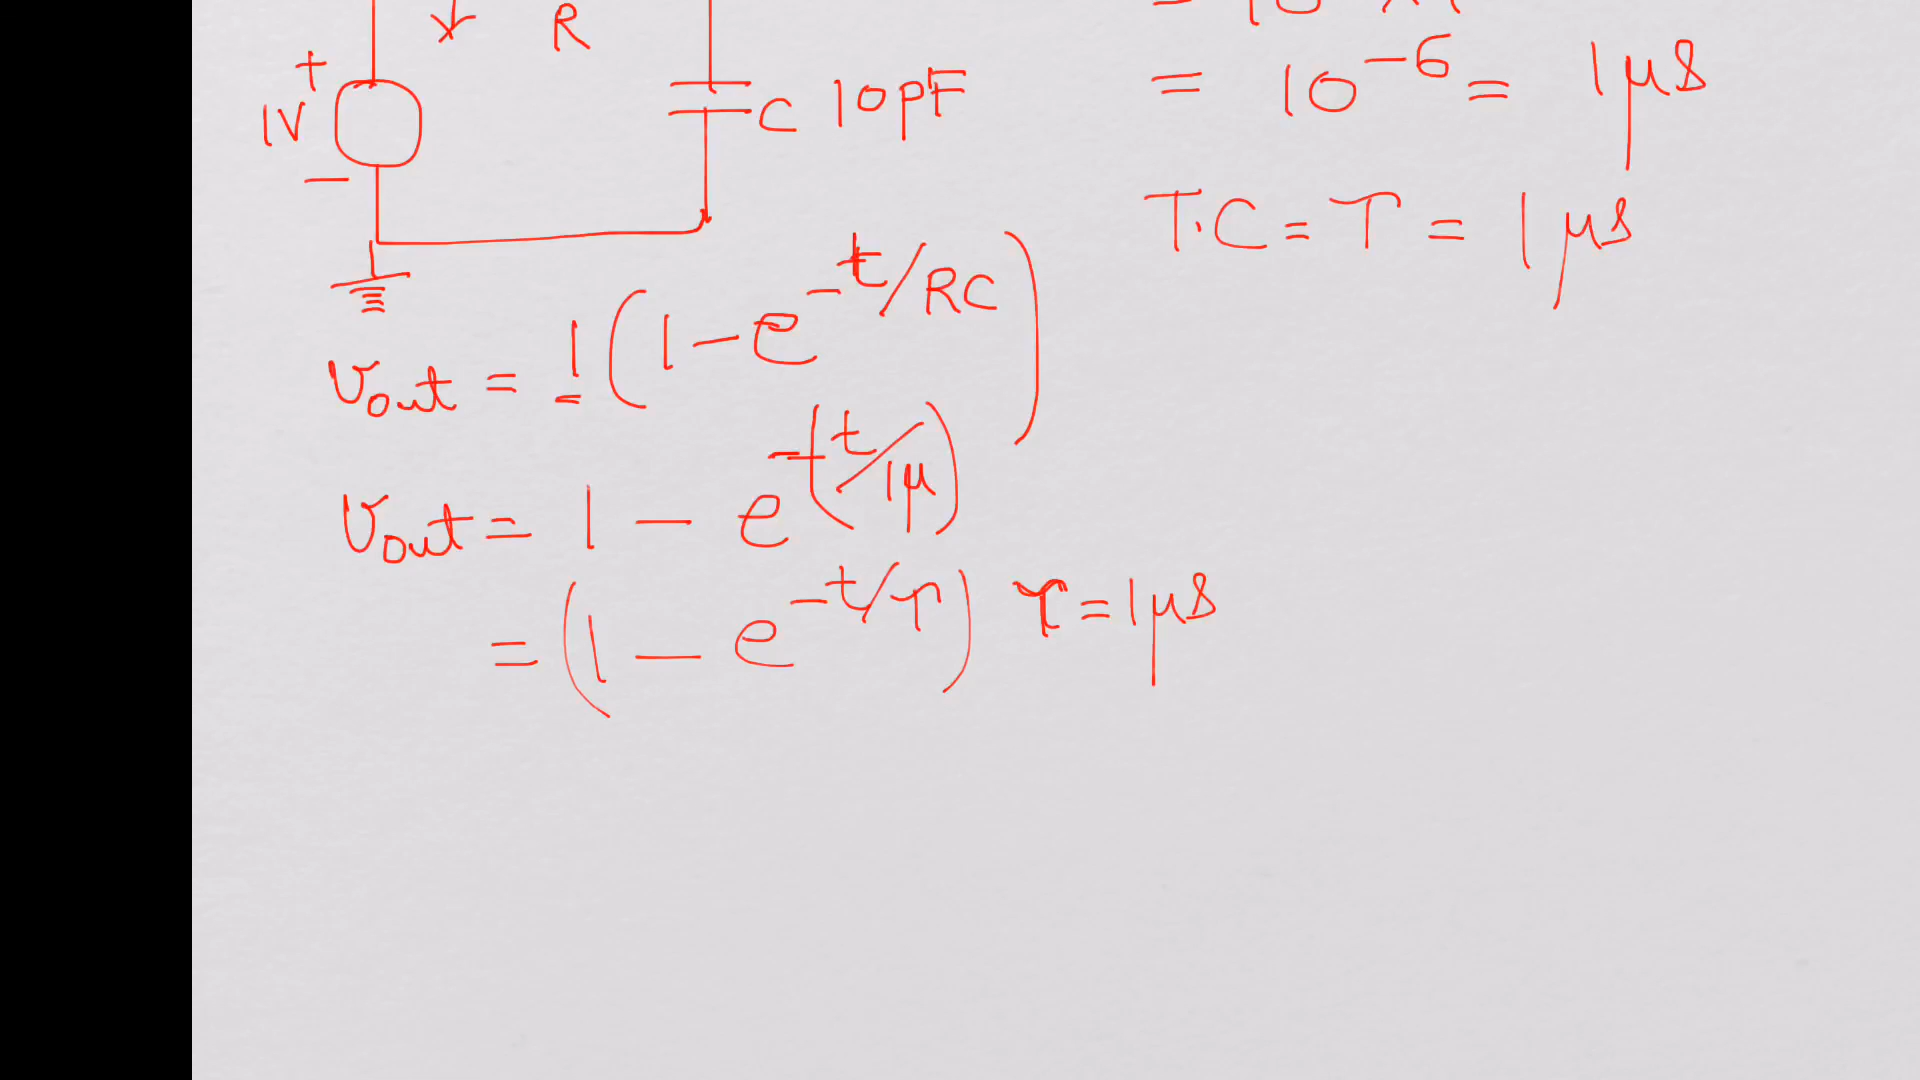 R
+
1V
C 10pF
−
= 10⁻⁶ = 1μs
T.C = τ = 1μs
vout = 1 (1 − e^(−t/RC))
vout = 1 − e^(−(t/1μ))
= (1 − e^(−t/τ)) τ = 1μs